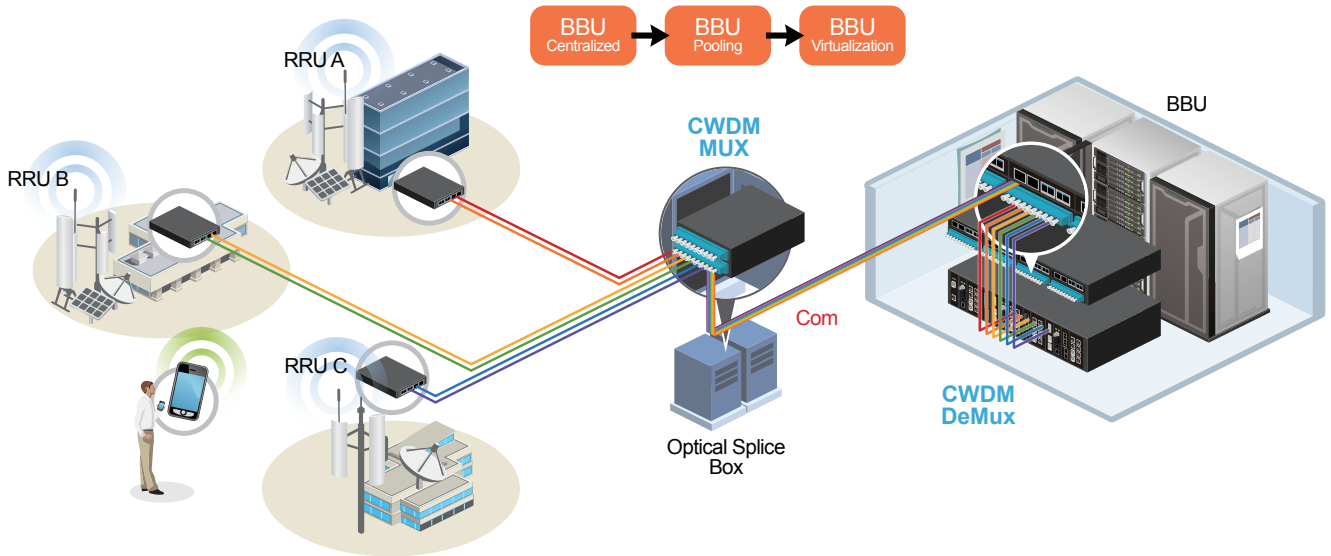 BBU
Centralized
BBU
Pooling
BBU
Virtualization
RRU A
BBU
CWDM
MUX
RRU B
Com
RRU C
CWDM
DeMux
Optical Splice
Box